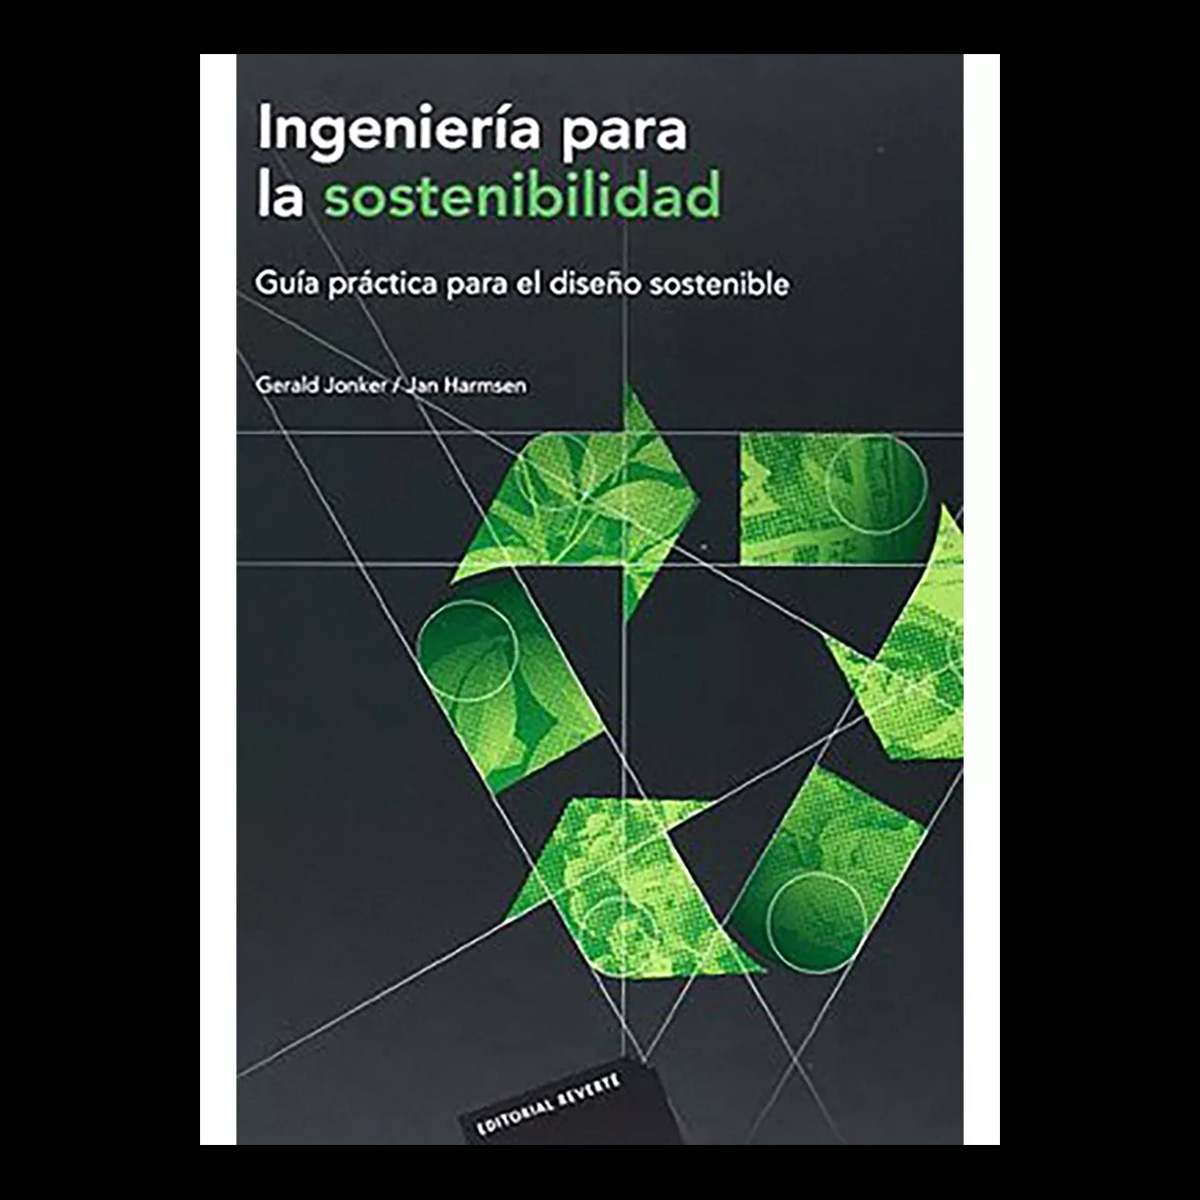 Ingeniería para
la sostenibilidad
Guía práctica para el diseño sostenible
Gerald Jonker / Jan Harmsen
EDITORIAL REVERTÉ